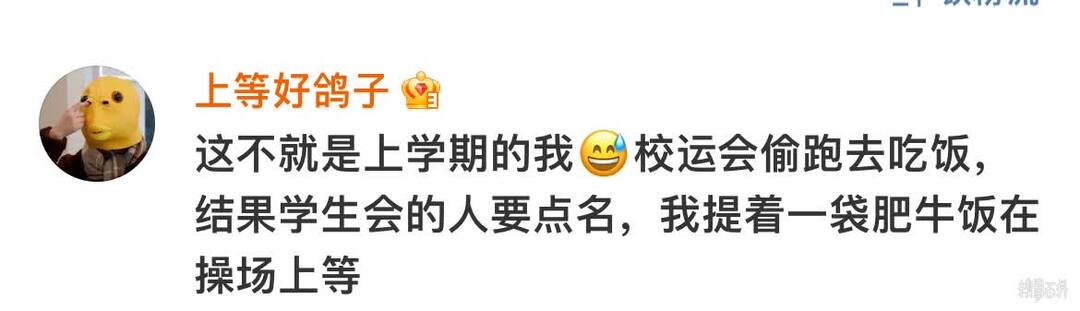 上等好鸽子
这不就是上学期的我😅校运会偷跑去吃饭，
结果学生会的人要点名，我提着一袋肥牛饭在
操场上等